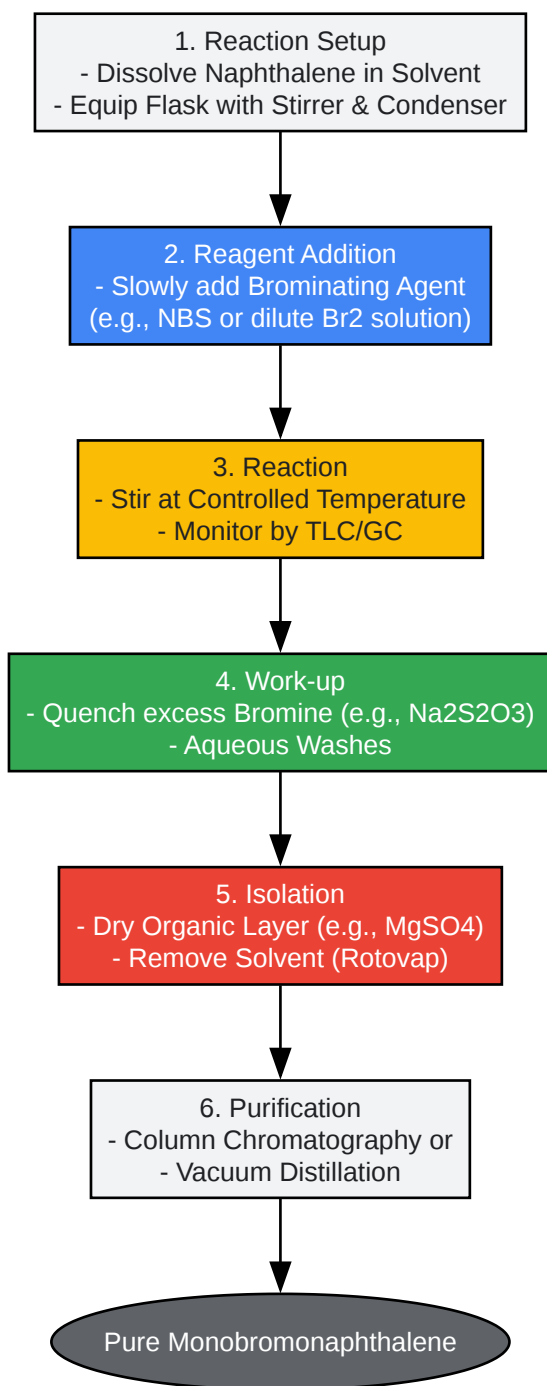 1. Reaction Setup
- Dissolve Naphthalene in Solvent
- Equip Flask with Stirrer & Condenser
2. Reagent Addition
- Slowly add Brominating Agent
(e.g., NBS or dilute Br2 solution)
3. Reaction
- Stir at Controlled Temperature
- Monitor by TLC/GC
4. Work-up
- Quench excess Bromine (e.g., Na2S2O3)
- Aqueous Washes
5. Isolation
- Dry Organic Layer (e.g., MgSO4)
- Remove Solvent (Rotovap)
6. Purification
- Column Chromatography or
- Vacuum Distillation
Pure Monobromonaphthalene